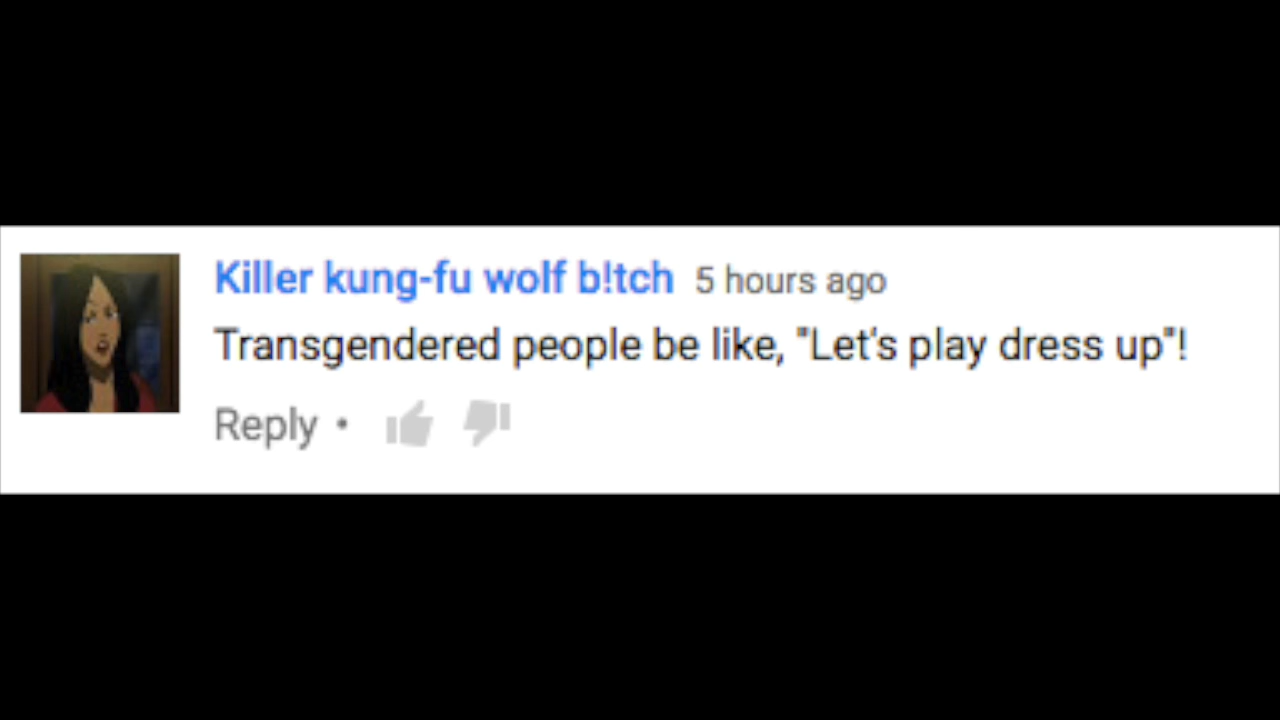 Killer kung-fu wolf b!tch 5 hours ago
Transgendered people be like, "Let's play dress up"!
Reply •